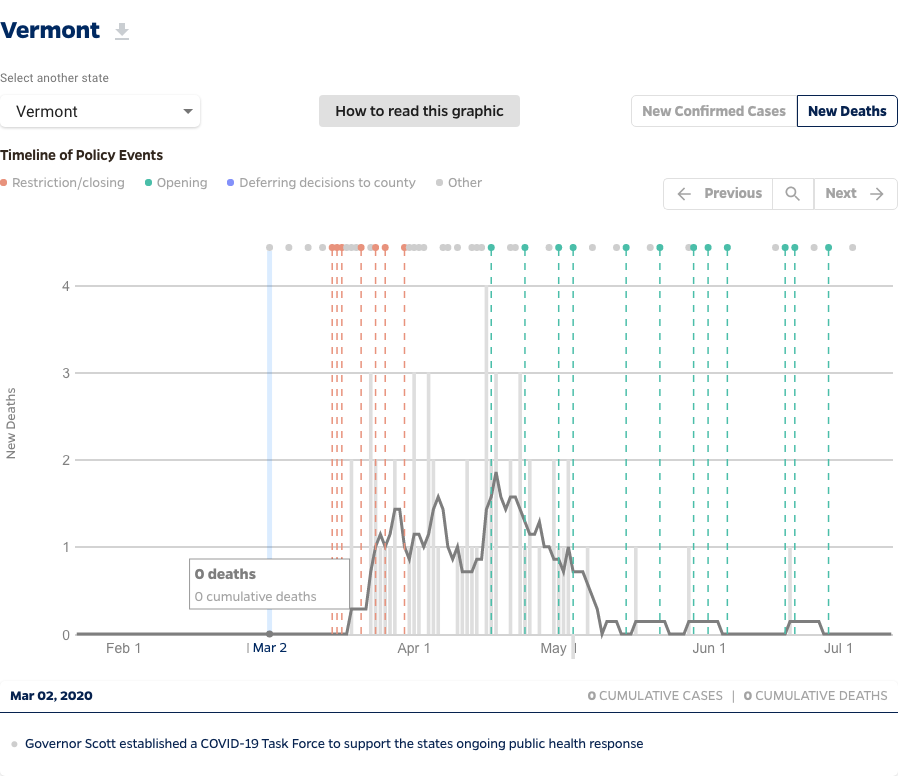 Vermont
Select another state
Vermont
How to read this graphic
New Confirmed Cases
New Deaths
Timeline of Policy Events
Restriction/closing
Opening
Deferring decisions to county
Other
Previous
Next
4
3
2
1
0
New Deaths
0 deaths
0 cumulative deaths
Feb 1
Mar 2
Apr 1
May
Jun 1
Jul 1
Mar 02, 2020
0 CUMULATIVE CASES | 0 CUMULATIVE DEATHS
Governor Scott established a COVID-19 Task Force to support the states ongoing public health response